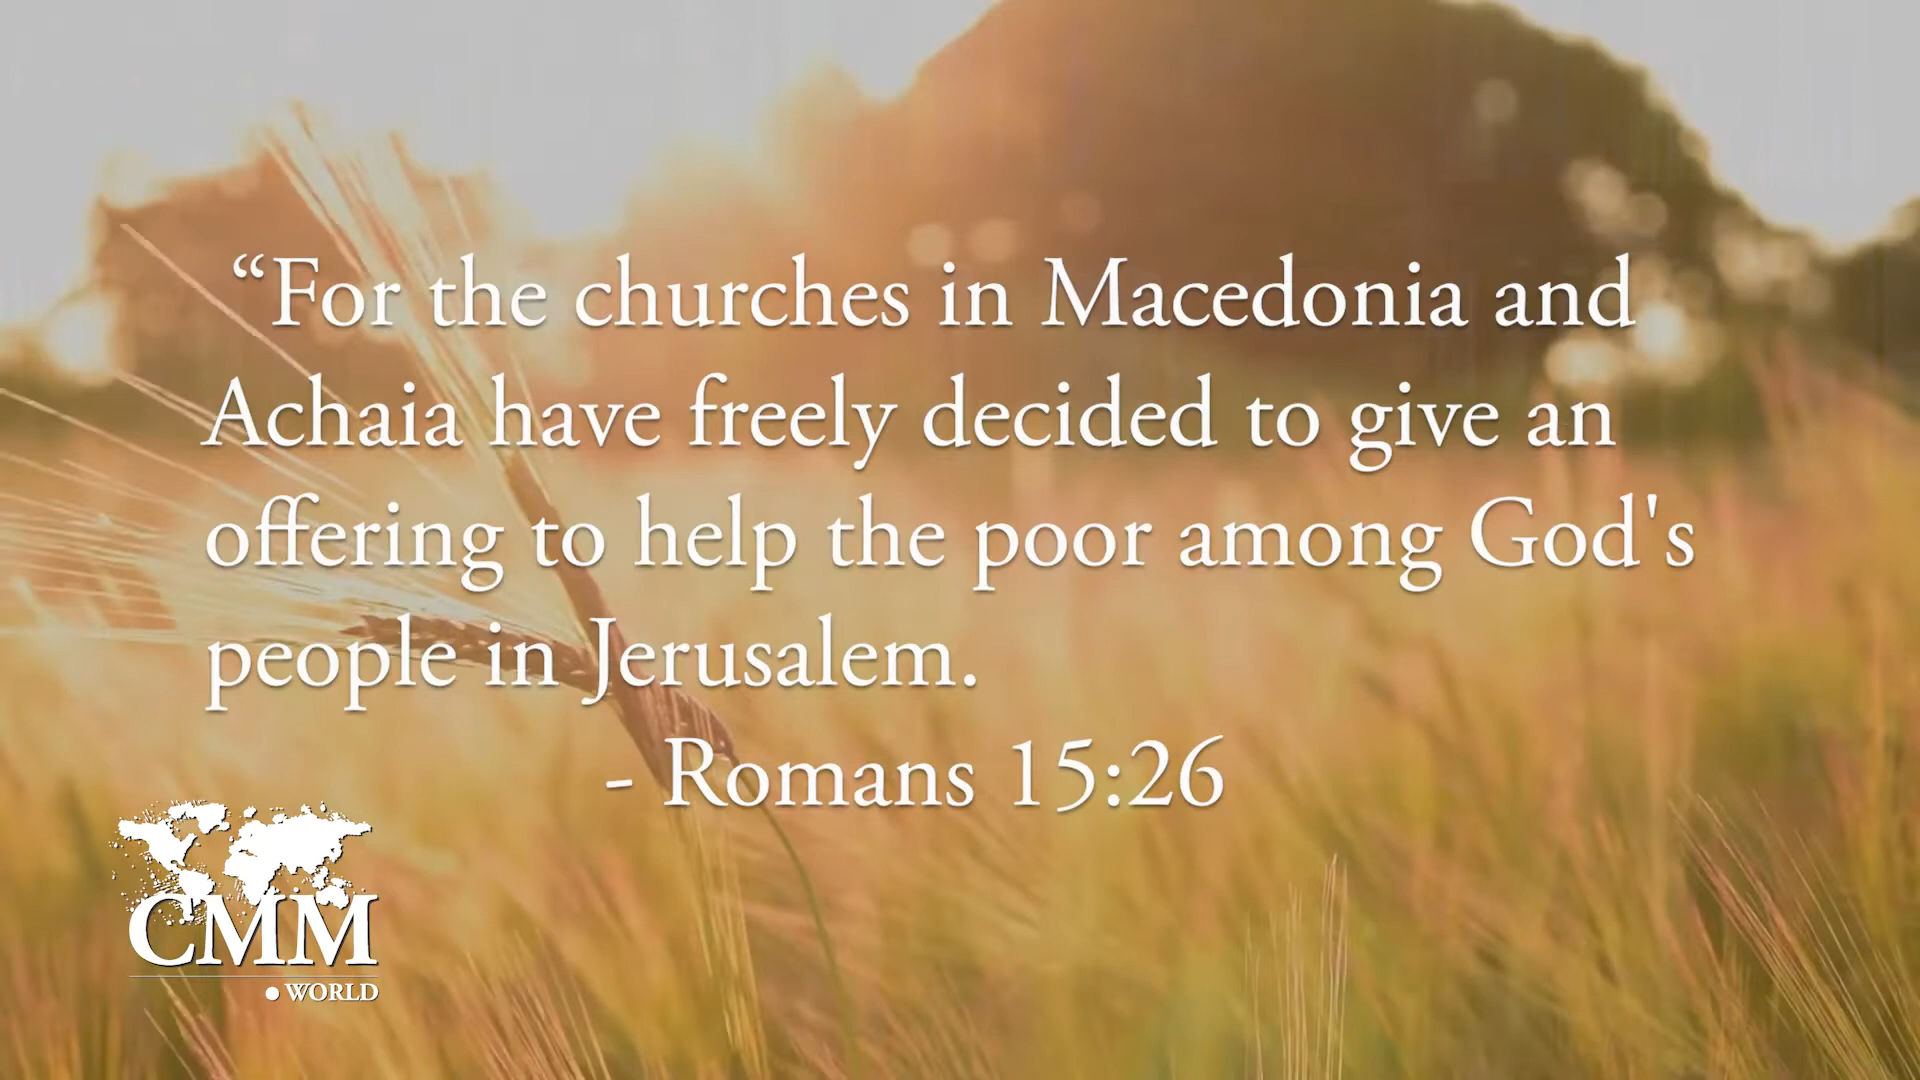 “For the churches in Macedonia and
Achaia have freely decided to give an
offering to help the poor among God's
people in Jerusalem.
- Romans 15:26
CMM
.WORLD